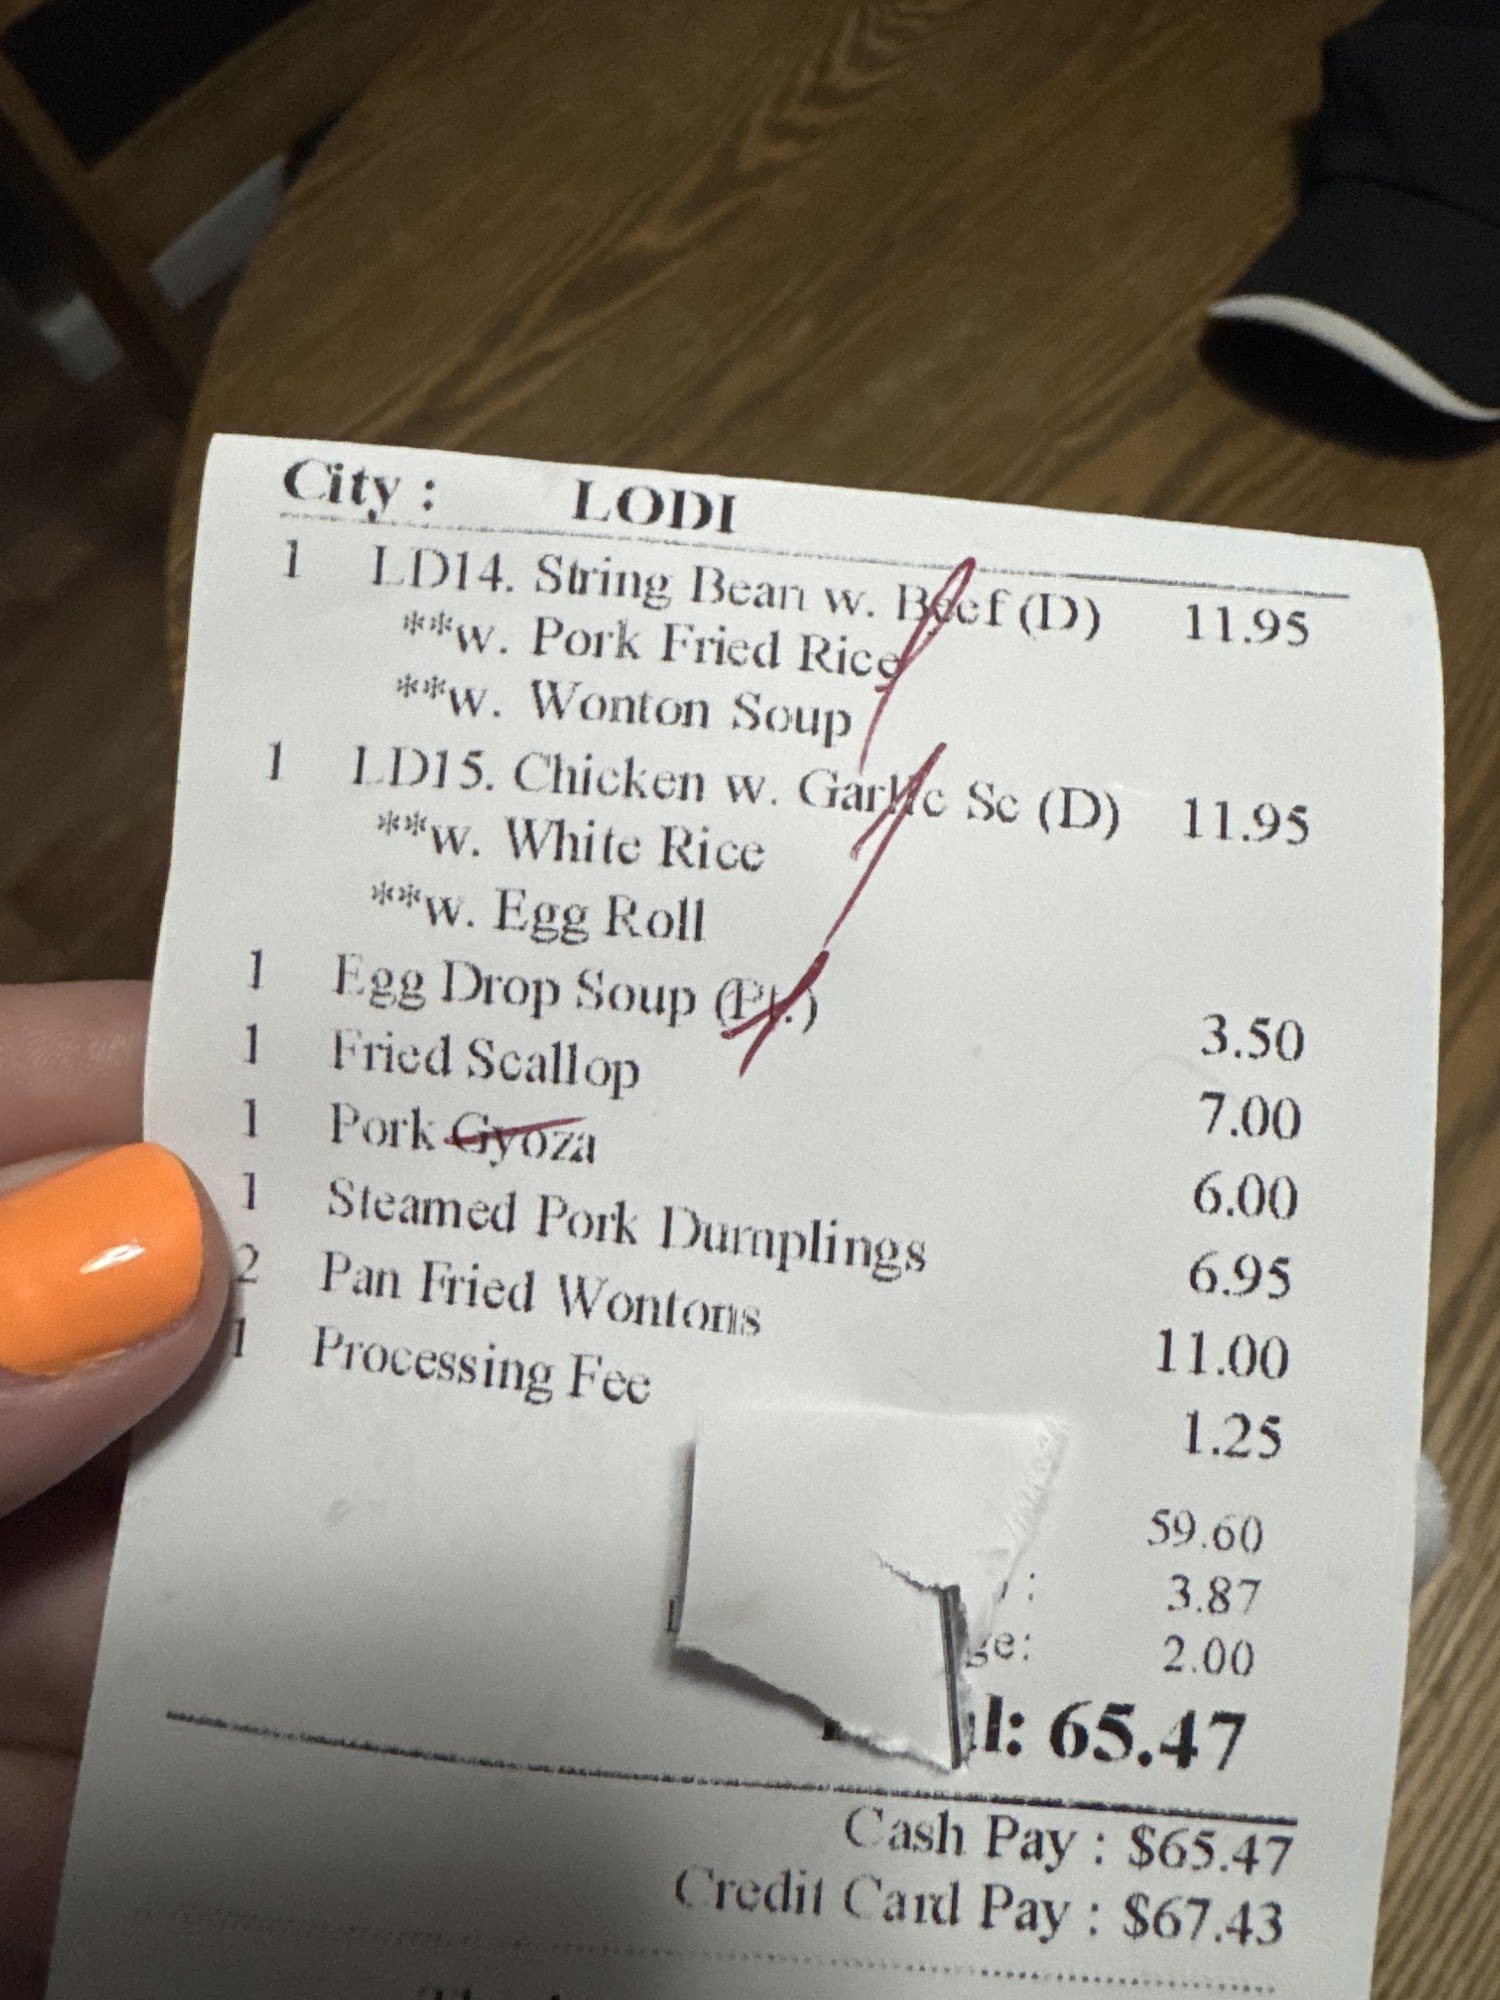 City : LODI
1 LD14. String Bean w. Beef (D) 11.95
**w. Pork Fried Rice
**w. Wonton Soup
1 LD15. Chicken w. Garlic Sc (D) 11.95
**w. White Rice
**w. Egg Roll
1 Egg Drop Soup (Pt.) 3.50
1 Fried Scallop 7.00
1 Pork Gyoza 6.00
1 Steamed Pork Dumplings 6.95
2 Pan Fried Wontons 11.00
1 Processing Fee 1.25
59.60
: 3.87
ge: 2.00
l: 65.47
Cash Pay : $65.47
Credit Card Pay : $67.43